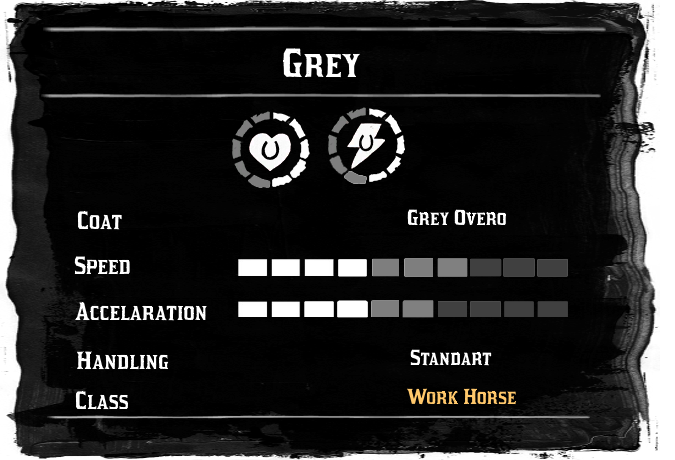 Grey
Coat Grey Overo
Speed
Accelaration
Handling Standart
Class Work Horse